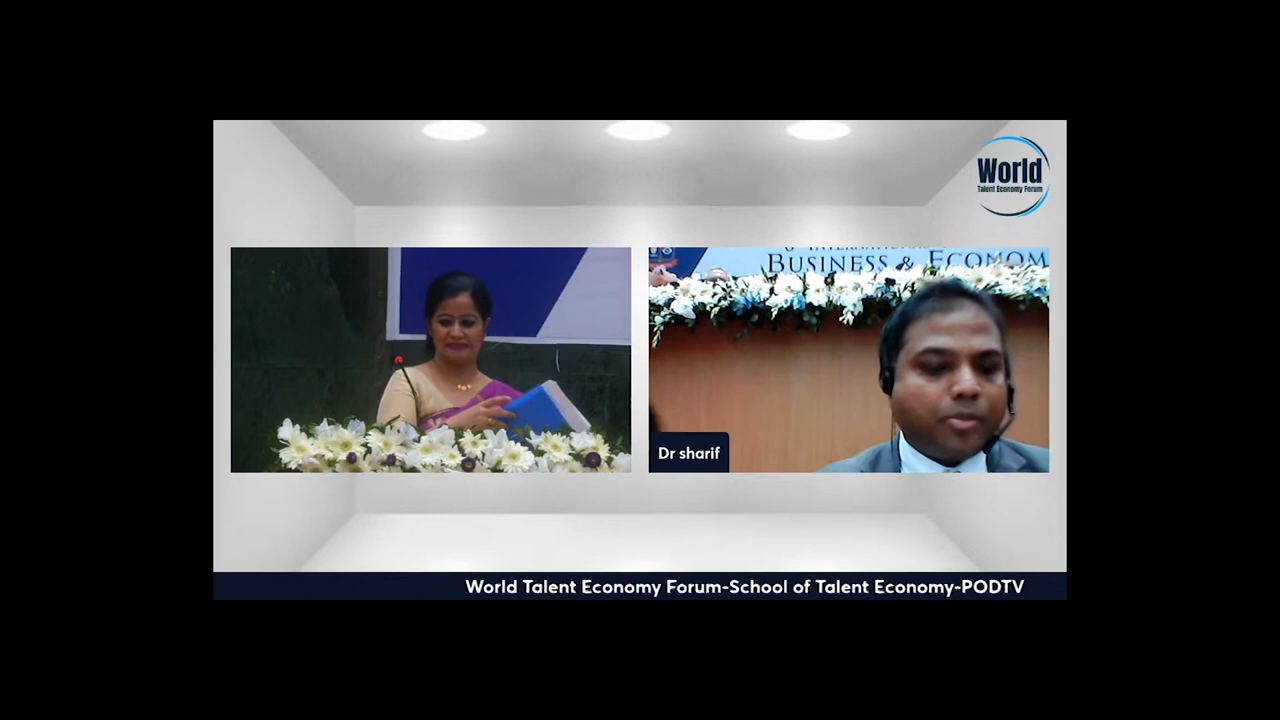 World
Talent Economy Forum
BUSINESS & ECONOM
Dr sharif
World Talent Economy Forum-School of Talent Economy-PODTV